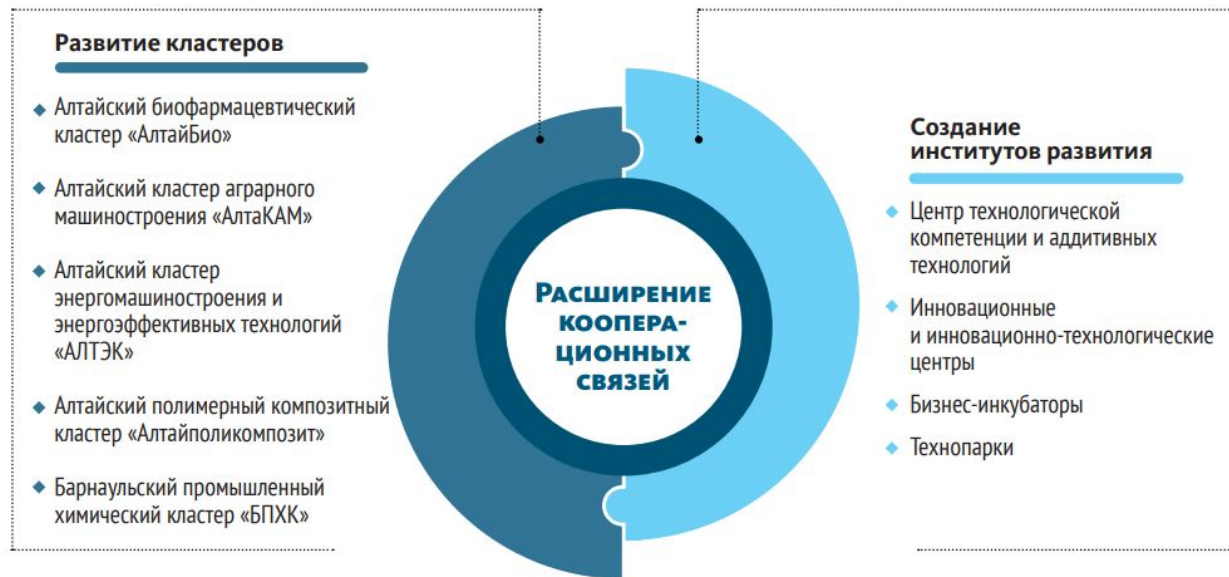 Развитие кластеров
Алтайский биофармацевтический
кластер «АлтайБио»
Алтайский кластер аграрного
машиностроения «АлтаКАМ»
Алтайский кластер
энергомашиностроения и
энергоэффективных технологий
«АЛТЭК»
Алтайский полимерный композитный
кластер «Алтайполикомпозит»
Барнаульский промышленный
химический кластер «БПХК»
Расширение
коопера-
ционных
связей
Создание
институтов развития
Центр технологической
компетенции и аддитивных
технологий
Инновационные
и инновационно-технологические
центры
Бизнес-инкубаторы
Технопарки